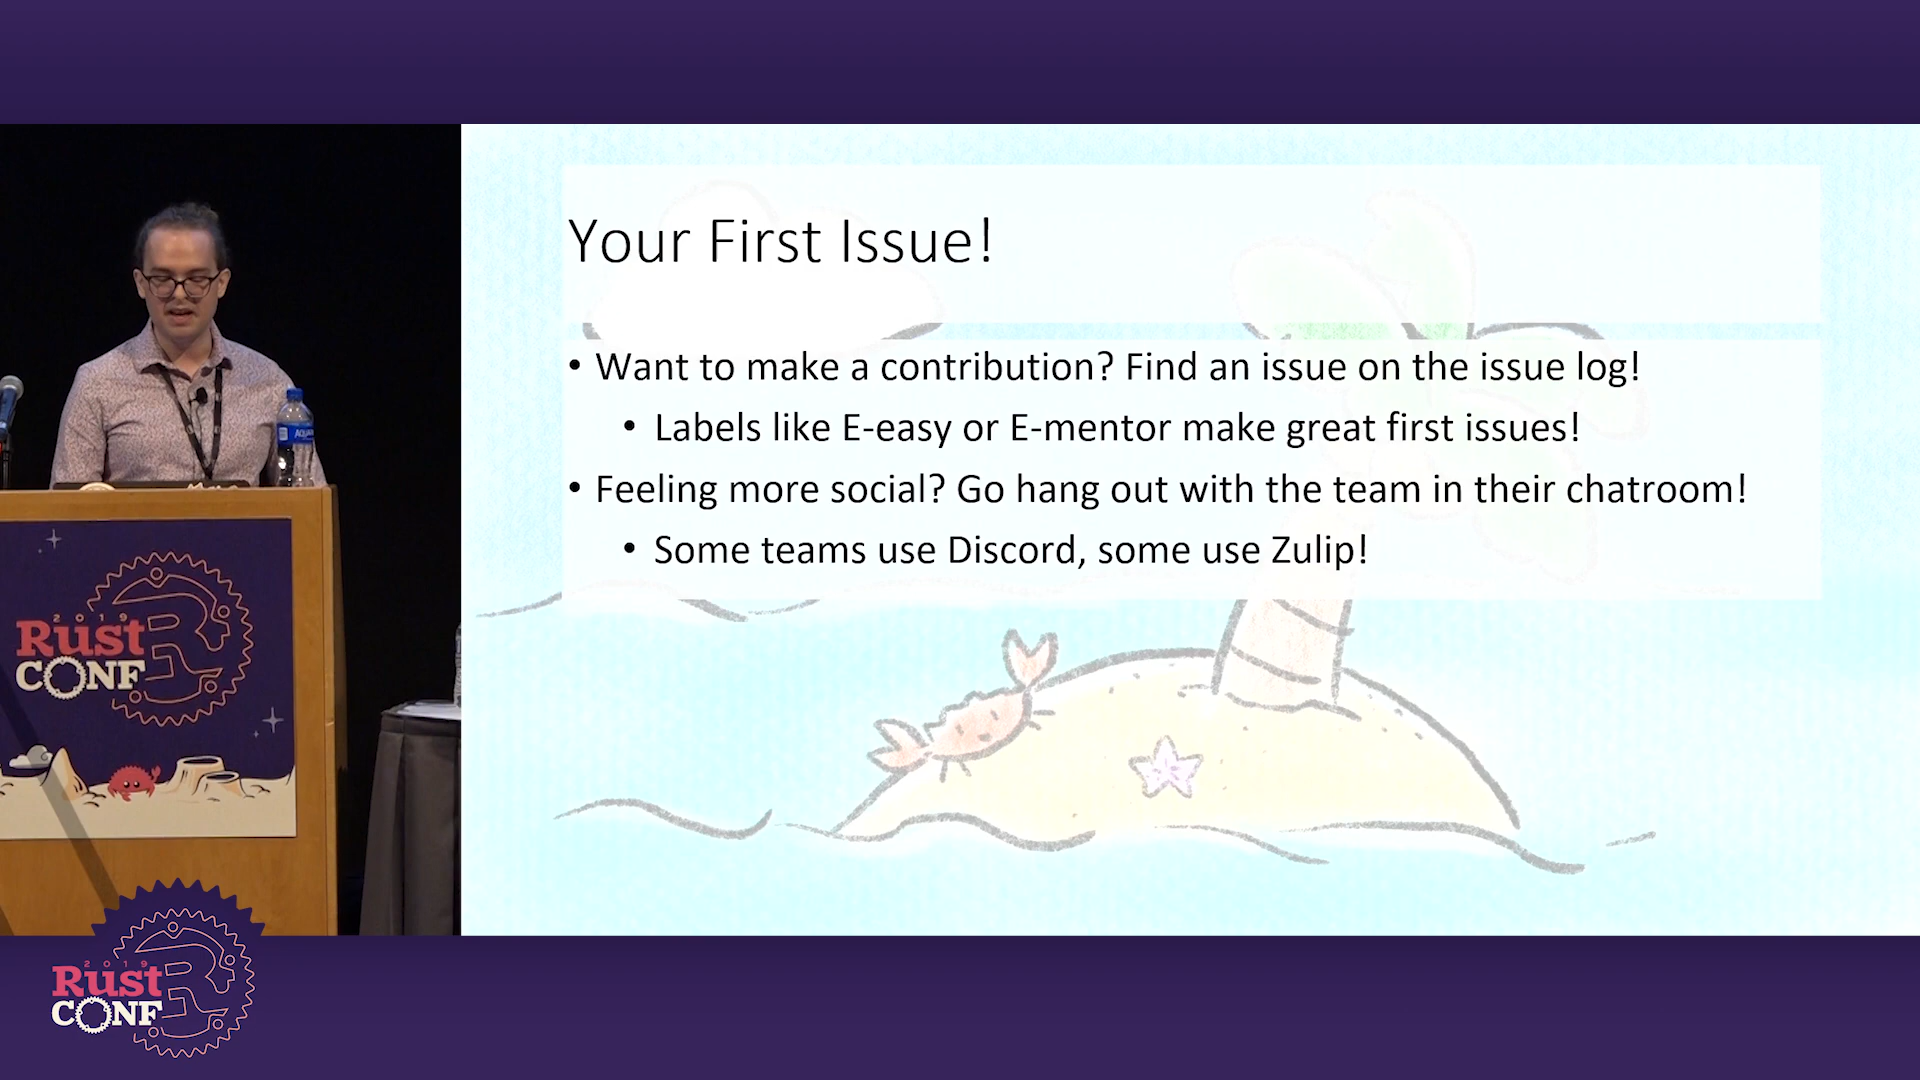 Your First Issue!
• Want to make a contribution? Find an issue on the issue log!
• Labels like E-easy or E-mentor make great first issues!
• Feeling more social? Go hang out with the team in their chatroom!
• Some teams use Discord, some use Zulip!
2019
Rust
CONF
2019
Rust
CONF